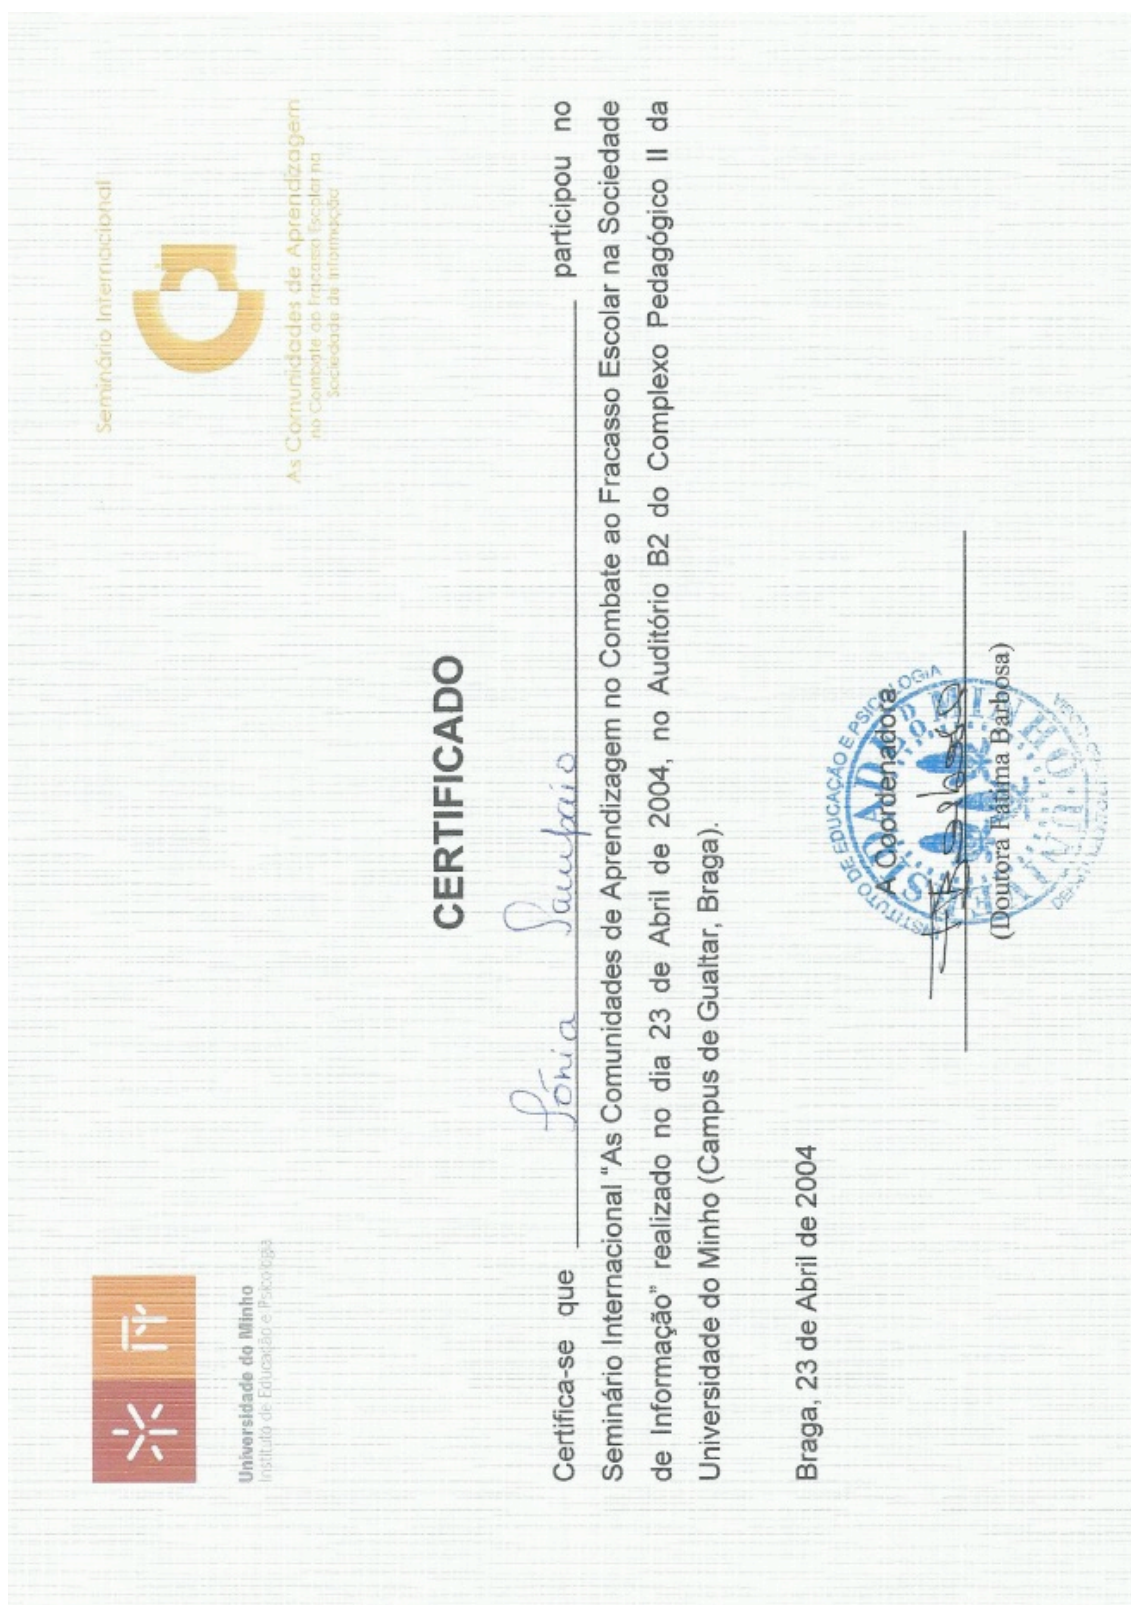 Universidade do Minho
Instituto de Educação e Psicologia
Seminário Internacional
As Comunidades de Aprendizagem
no Combate ao Fracasso Escolar na
Sociedade da Informação
CERTIFICADO
Certifica-se que Sónia Sampaio participou no
Seminário Internacional “As Comunidades de Aprendizagem no Combate ao Fracasso Escolar na Sociedade
de Informação” realizado no dia 23 de Abril de 2004, no Auditório B2 do Complexo Pedagógico II da
Universidade do Minho (Campus de Gualtar, Braga).
Braga, 23 de Abril de 2004
A Coordenadora
(Doutora Fátima Barbosa)
INSTITUTO DE EDUCAÇÃO E PSICOLOGIA